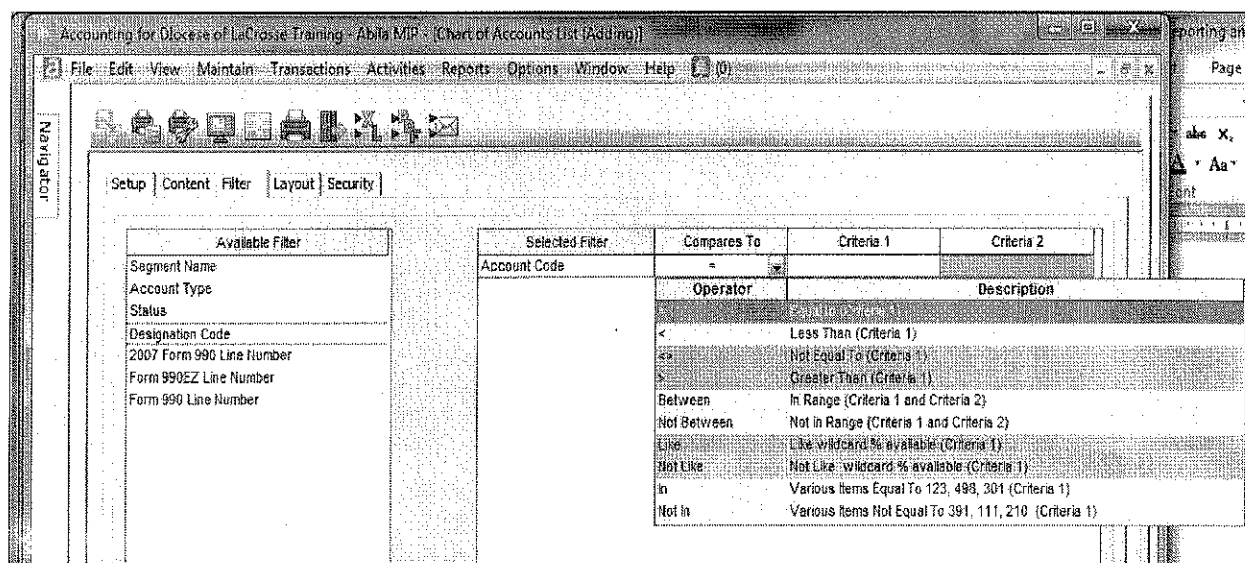 Accounting for Diocese of LaCrosse Training - Abila MIP - [Chart of Accounts List (Adding)]
File Edit View Maintain Transactions Activities Reports Options Window Help (0)
Page
Navigator
abc X,
A Aa
Setup Content Filter Layout Security
Available Filter Selected Filter Compares To Criteria 1 Criteria 2
Segment Name Account Code =
Account Type Operator Description
Status
Designation Code < Less Than (Criteria 1)
2007 Form 990 Line Number <> Not Equal To (Criteria 1)
Form 990EZ Line Number > Greater Than (Criteria 1)
Form 990 Line Number Between In Range (Criteria 1 and Criteria 2)
Not Between Not in Range (Criteria 1 and Criteria 2)
Like Like wildcard % available (Criteria 1)
Not Like Not Like wildcard % available (Criteria 1)
In Various Items Equal To 123, 498, 301 (Criteria 1)
Not In Various Items Not Equal To 391, 111, 210 (Criteria 1)